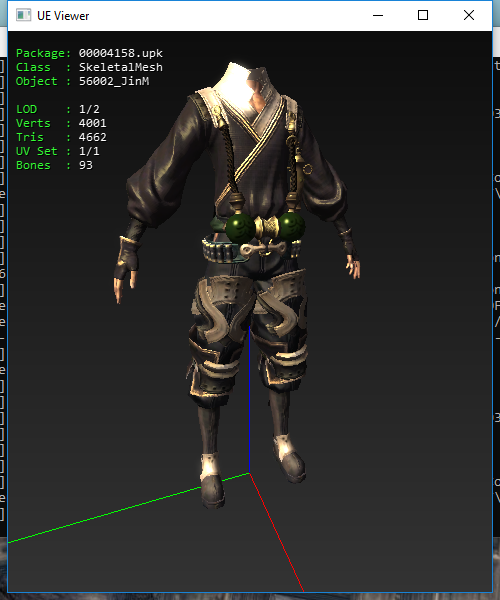 UE Viewer
Package: 00004158.upk
Class : SkeletalMesh
Object : 56002_JinM
LOD : 1/2
Verts : 4001
Tris : 4662
UV Set : 1/1
Bones : 93